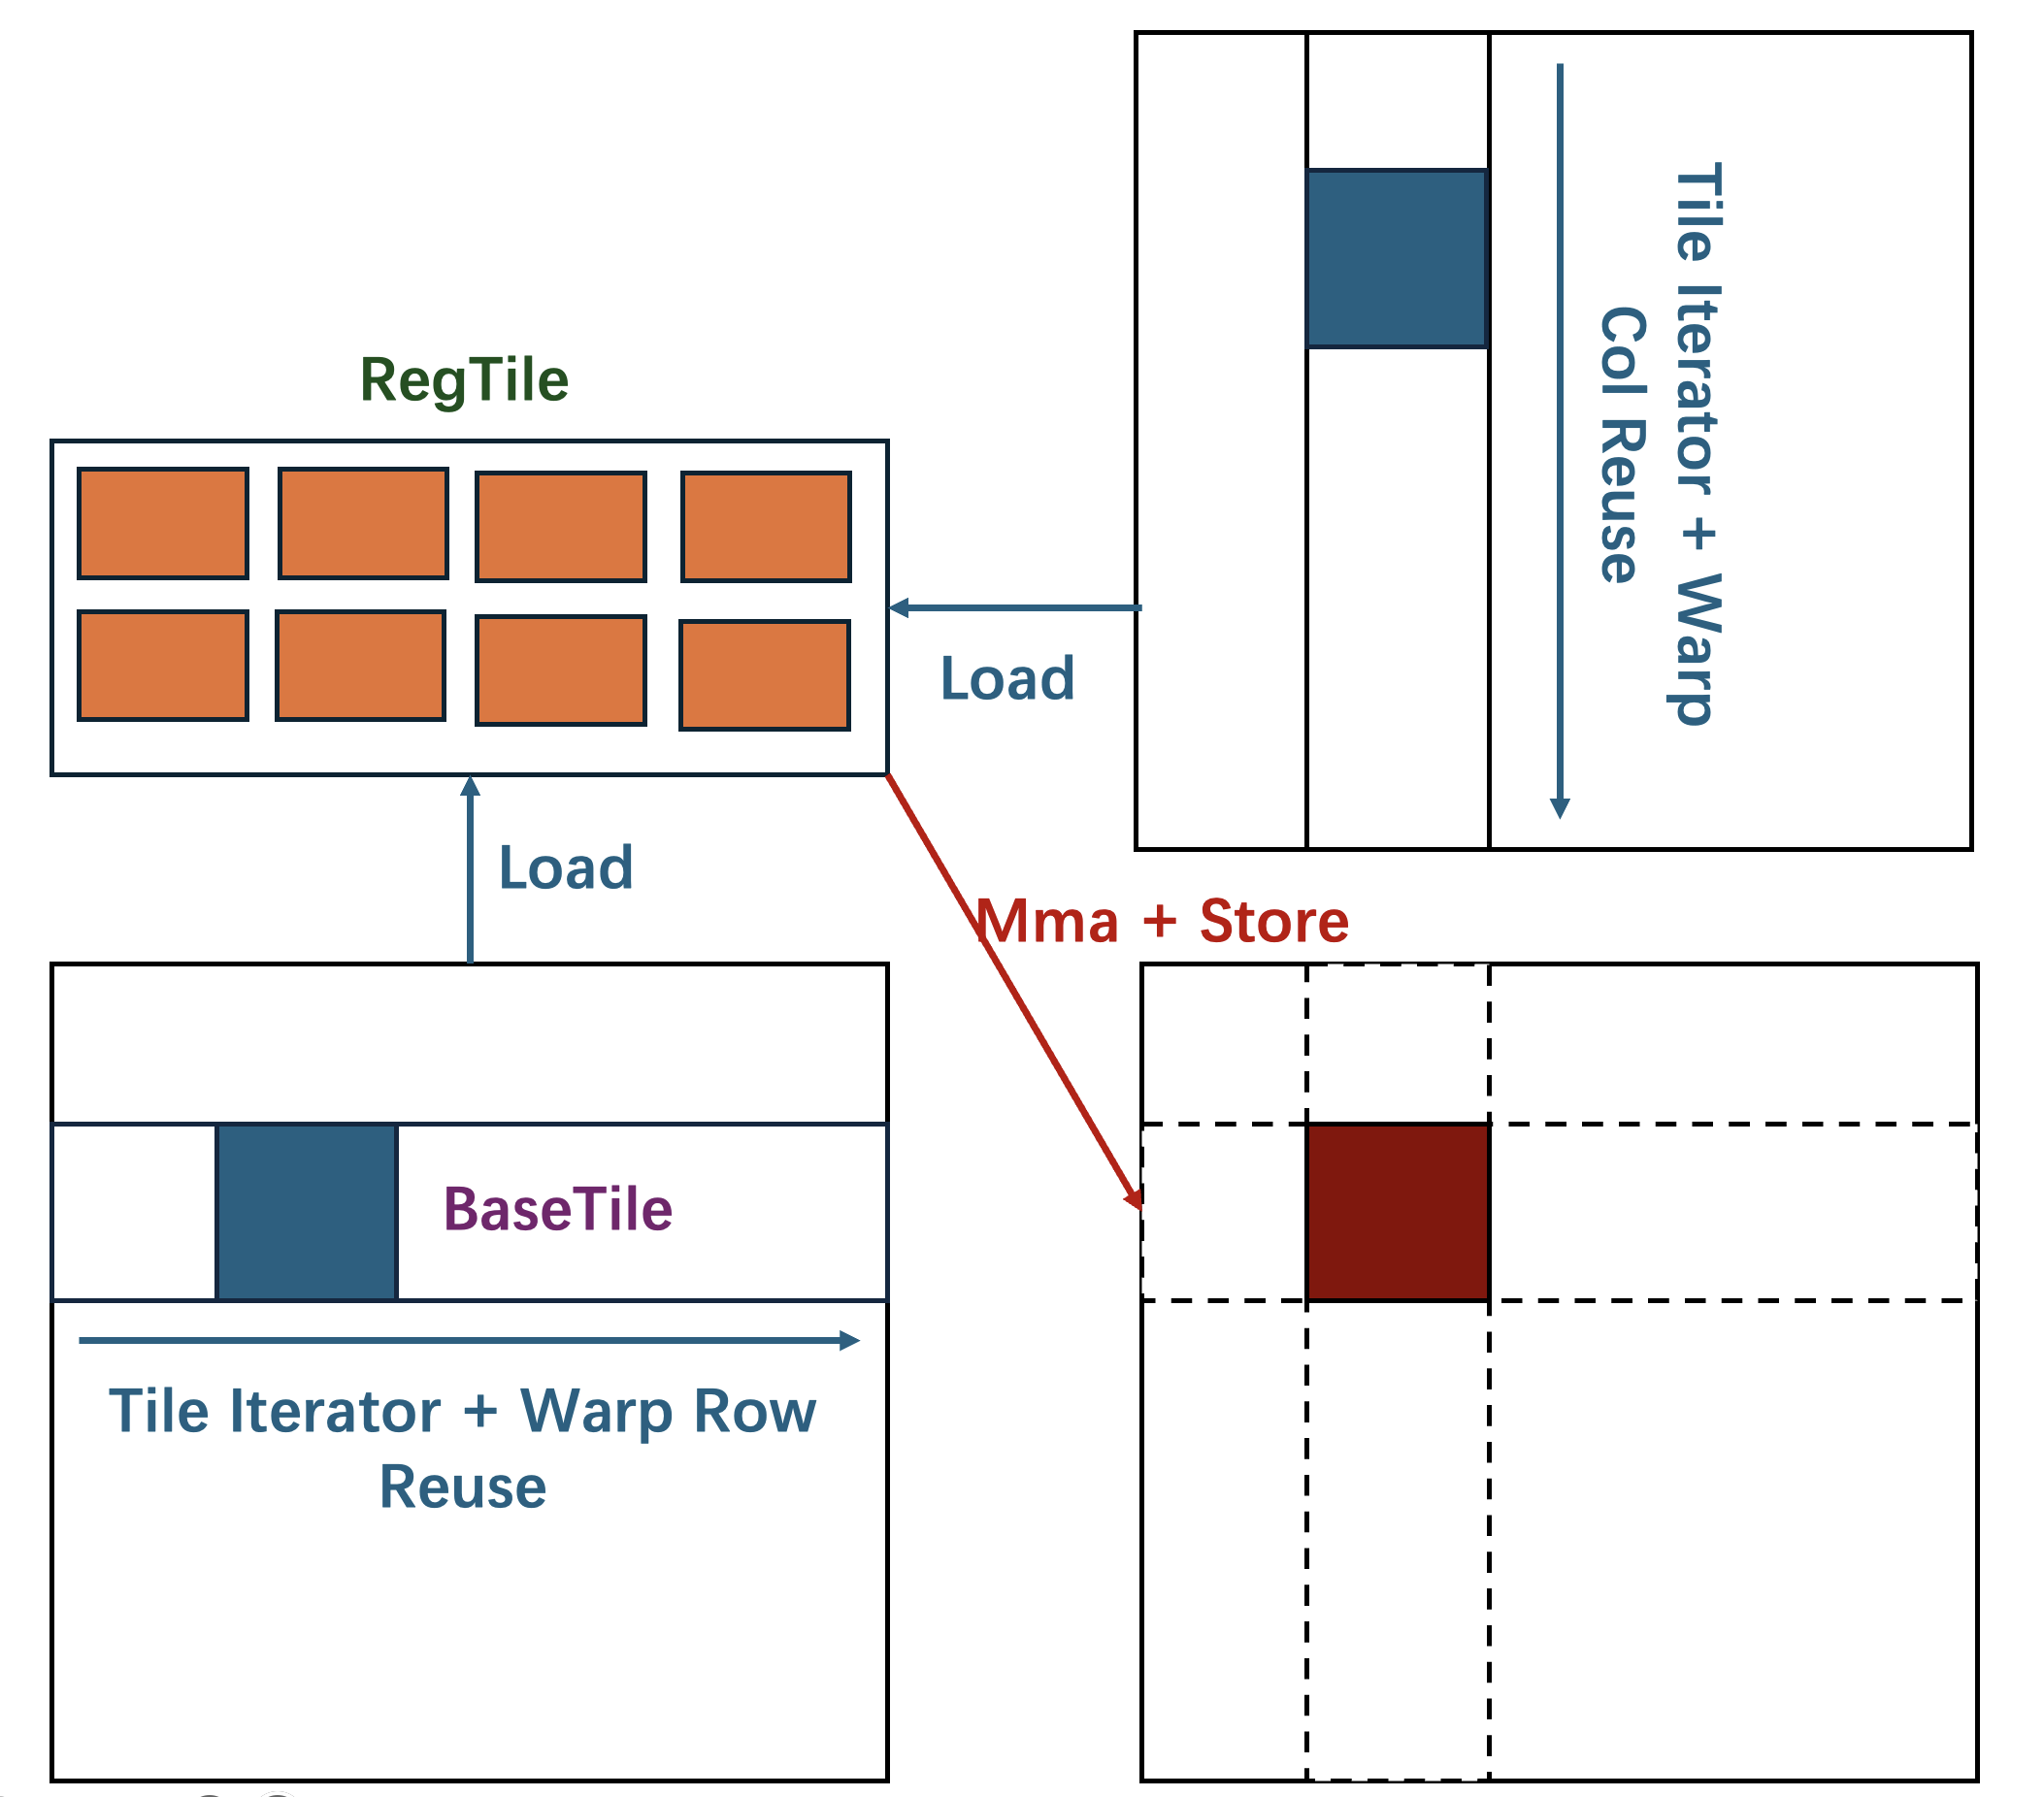 Tile Iterator + Warp
Col Reuse
RegTile
Load
Load
Mma + Store
BaseTile
Tile Iterator + Warp Row
Reuse